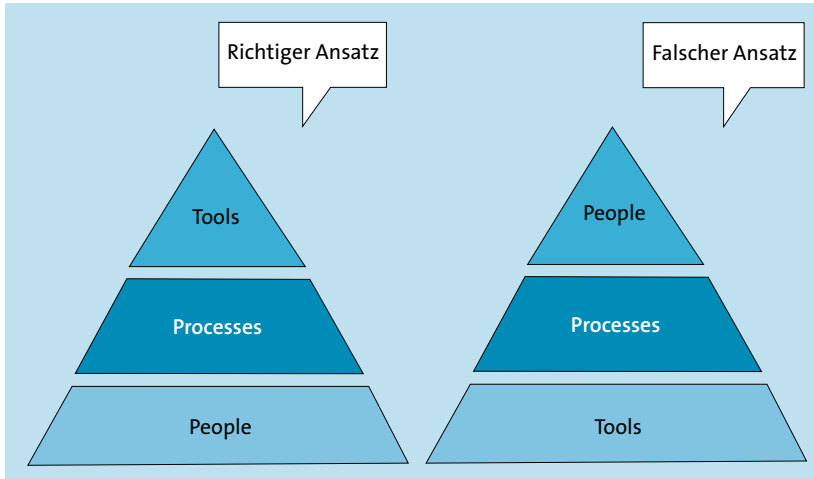 Richtiger Ansatz
Falscher Ansatz
Tools
People
Processes
Processes
People
Tools